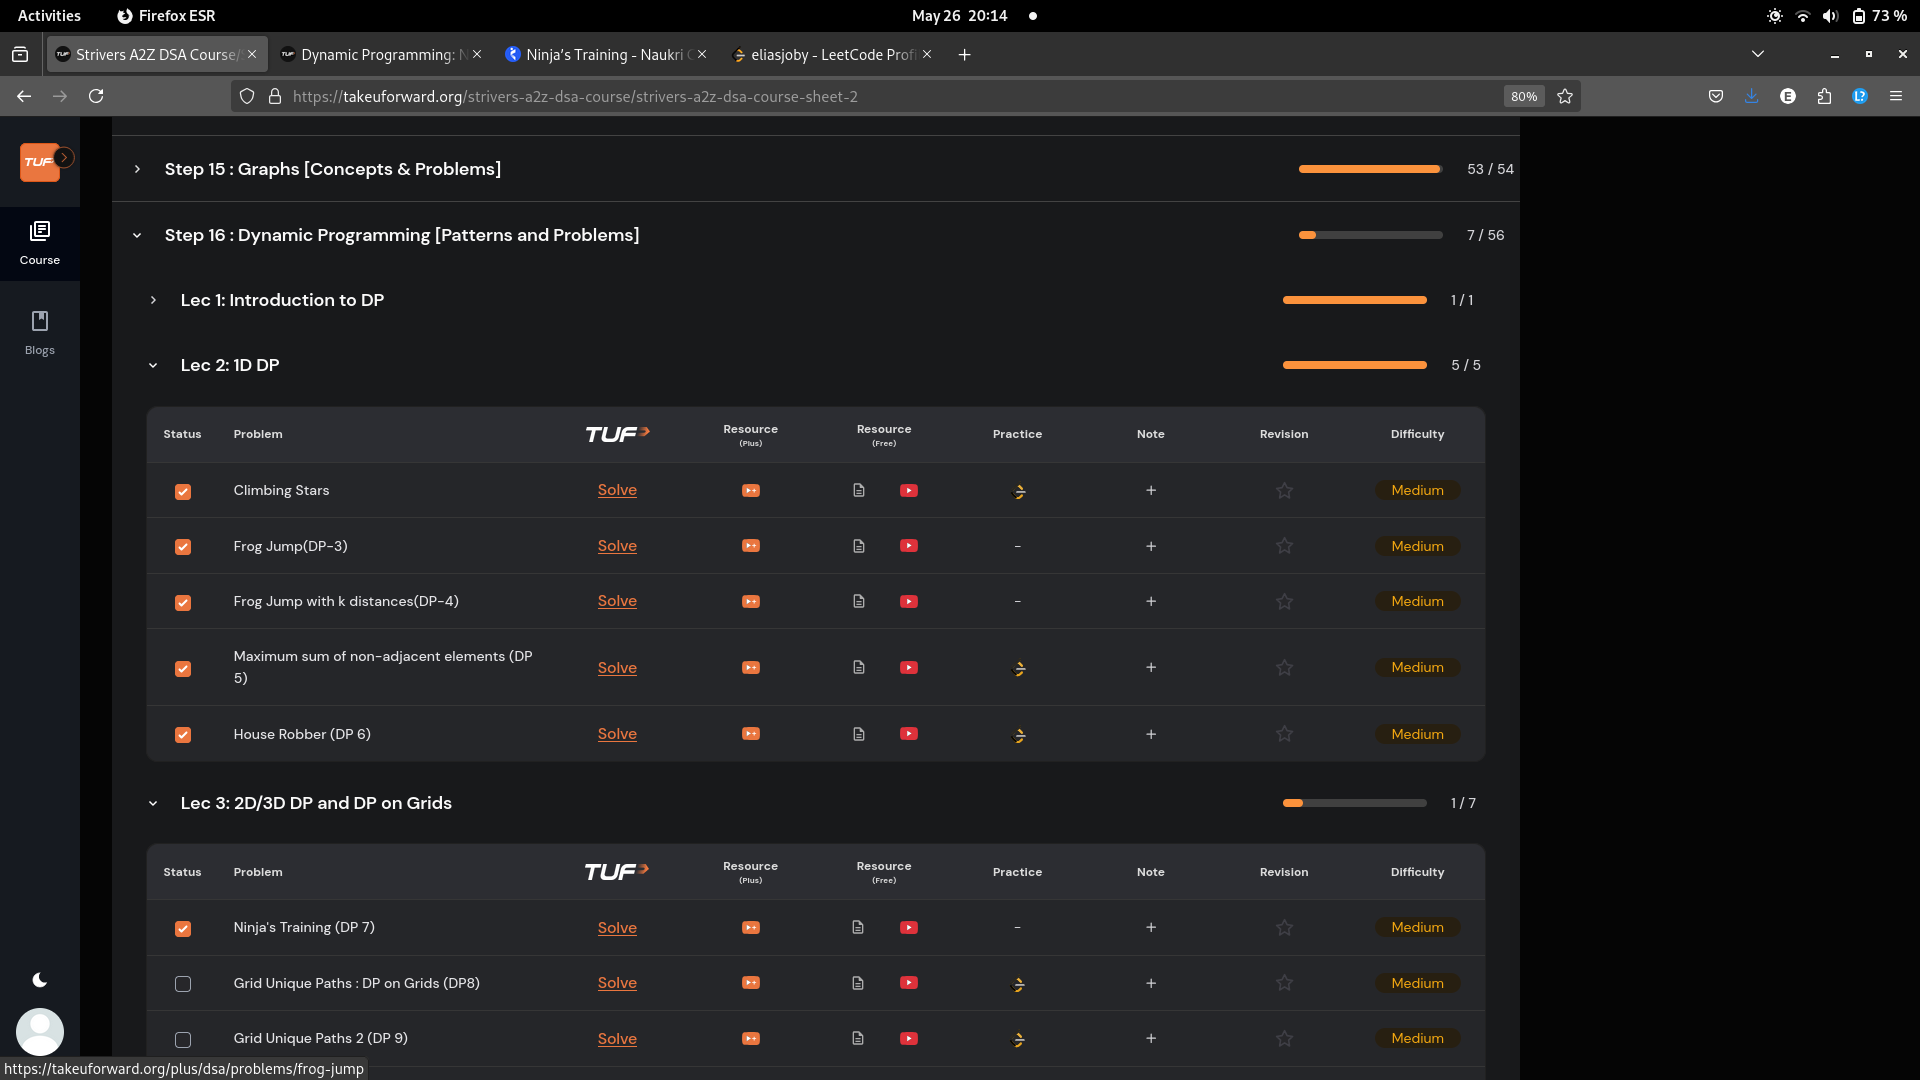 Activities Firefox ESR May 26 20:14 73 %
Strivers A2Z DSA Course/ Dynamic Programming: N Ninja's Training - Naukri C eliasjoby - LeetCode Profi
https://takeuforward.org/strivers-a2z-dsa-course/strivers-a2z-dsa-course-sheet-2 80% E L?
TUF
Course
Blogs
Step 15 : Graphs [Concepts & Problems] 53 / 54
Step 16 : Dynamic Programming [Patterns and Problems] 7 / 56
Lec 1: Introduction to DP 1 / 1
Lec 2: 1D DP 5 / 5
Status Problem TUF Resource (Plus) Resource (Free) Practice Note Revision Difficulty
Climbing Stars Solve + Medium
Frog Jump(DP-3) Solve - + Medium
Frog Jump with k distances(DP-4) Solve - + Medium
Maximum sum of non-adjacent elements (DP
5) Solve + Medium
House Robber (DP 6) Solve + Medium
Lec 3: 2D/3D DP and DP on Grids 1 / 7
Status Problem TUF Resource (Plus) Resource (Free) Practice Note Revision Difficulty
Ninja's Training (DP 7) Solve - + Medium
Grid Unique Paths : DP on Grids (DP8) Solve + Medium
Grid Unique Paths 2 (DP 9) Solve + Medium
https://takeuforward.org/plus/dsa/problems/frog-jump